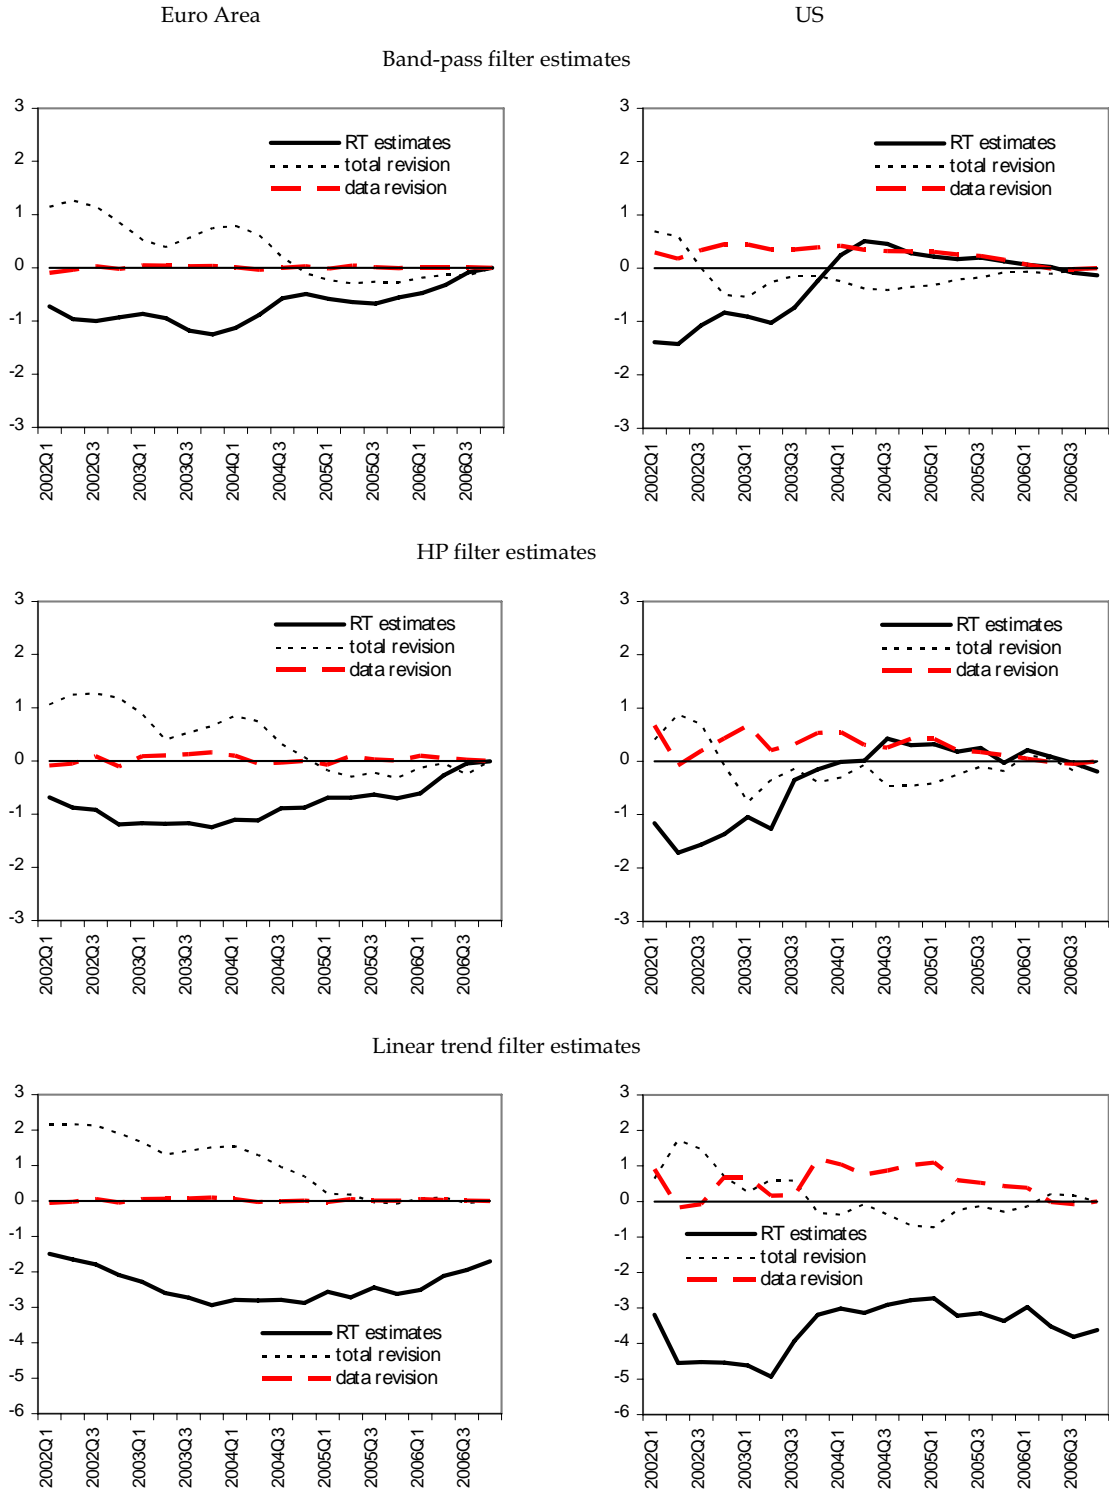 Euro Area
US
Band-pass filter estimates
3
2
1
0
-1
-2
-3
RT estimates
total revision
data revision
2002Q1
2002Q3
2003Q1
2003Q3
2004Q1
2004Q3
2005Q1
2005Q3
2006Q1
2006Q3
3
2
1
0
-1
-2
-3
RT estimates
total revision
data revision
2002Q1
2002Q3
2003Q1
2003Q3
2004Q1
2004Q3
2005Q1
2005Q3
2006Q1
2006Q3
HP filter estimates
3
2
1
0
-1
-2
-3
RT estimates
total revision
data revision
2002Q1
2002Q3
2003Q1
2003Q3
2004Q1
2004Q3
2005Q1
2005Q3
2006Q1
2006Q3
3
2
1
0
-1
-2
-3
RT estimates
total revision
data revision
2002Q1
2002Q3
2003Q1
2003Q3
2004Q1
2004Q3
2005Q1
2005Q3
2006Q1
2006Q3
Linear trend filter estimates
3
2
1
0
-1
-2
-3
-4
-5
-6
RT estimates
total revision
data revision
2002Q1
2002Q3
2003Q1
2003Q3
2004Q1
2004Q3
2005Q1
2005Q3
2006Q1
2006Q3
3
2
1
0
-1
-2
-3
-4
-5
-6
RT estimates
total revision
data revision
2002Q1
2002Q3
2003Q1
2003Q3
2004Q1
2004Q3
2005Q1
2005Q3
2006Q1
2006Q3